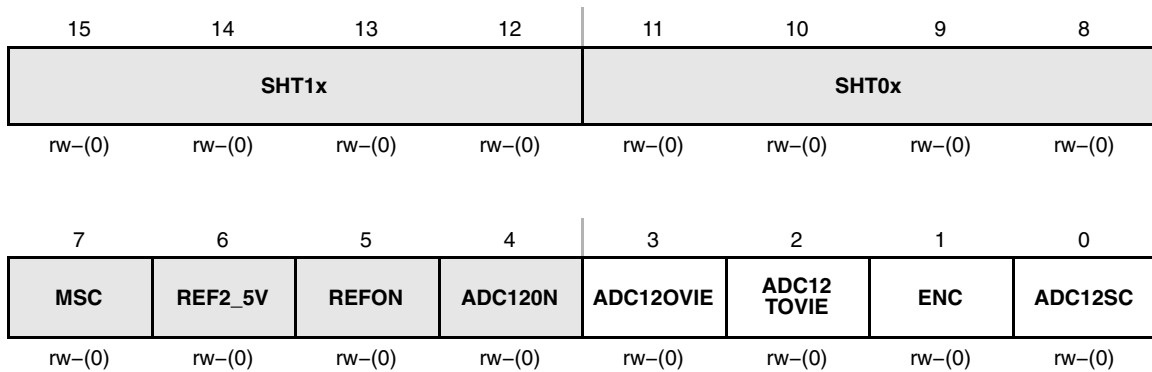 15 14 13 12 11 10 9 8
SHT1x SHT0x
rw−(0) rw−(0) rw−(0) rw−(0) rw−(0) rw−(0) rw−(0) rw−(0)
7 6 5 4 3 2 1 0
MSC REF2_5V REFON ADC120N ADC12OVIE ADC12 TOVIE ENC ADC12SC
rw−(0) rw−(0) rw−(0) rw−(0) rw−(0) rw−(0) rw−(0) rw−(0)